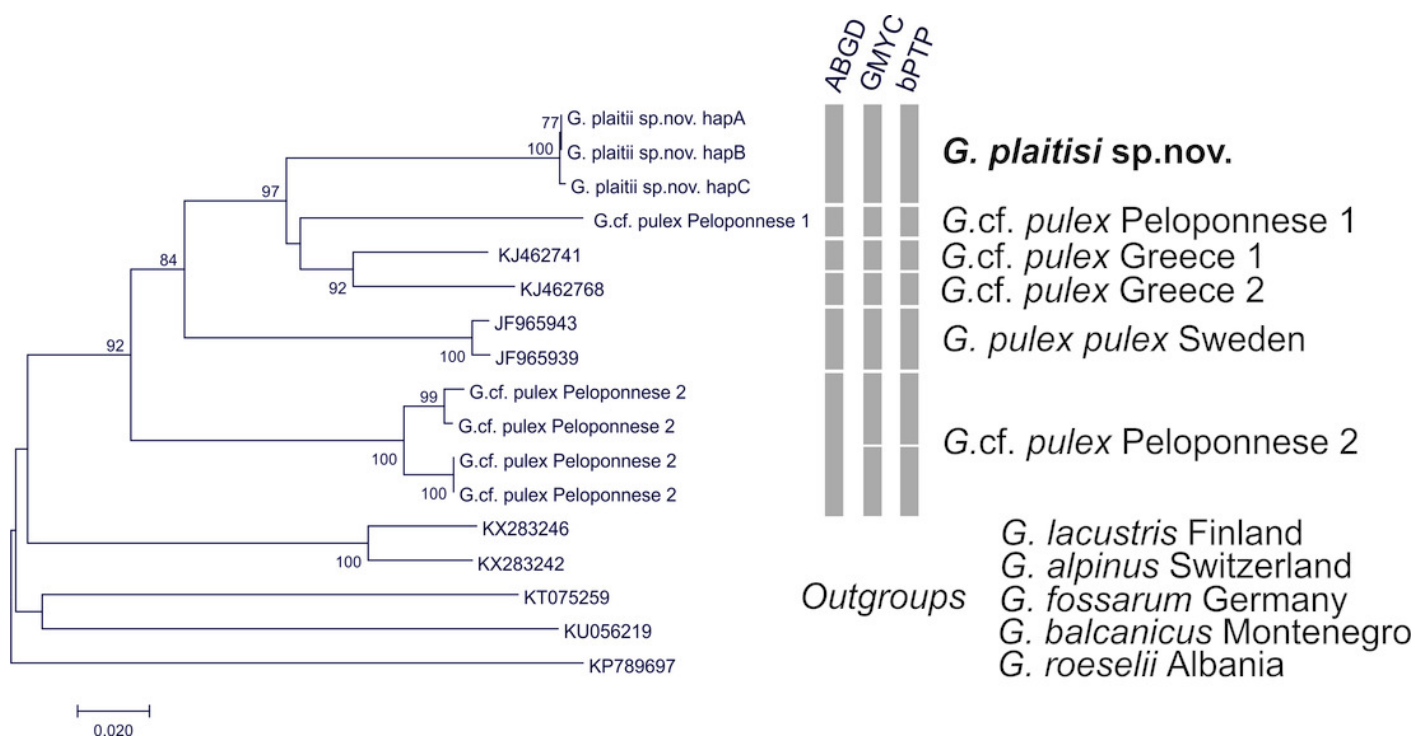 ABGD
GMYC
bPTP
77
G. plaitii sp.nov. hapA
100
G. plaitii sp.nov. hapB
G. plaitii sp.nov. hapC
G. plaitisi sp.nov.
97
G.cf. pulex Peloponnese 1
G.cf. pulex Peloponnese 1
KJ462741
G.cf. pulex Greece 1
84
92
KJ462768
G.cf. pulex Greece 2
JF965943
G. pulex pulex Sweden
92
100
JF965939
99
G.cf. pulex Peloponnese 2
G.cf. pulex Peloponnese 2
G.cf. pulex Peloponnese 2
100
G.cf. pulex Peloponnese 2
100
G.cf. pulex Peloponnese 2
KX283246
G. lacustris Finland
100
KX283242
G. alpinus Switzerland
Outgroups
KT075259
G. fossarum Germany
KU056219
G. balcanicus Montenegro
KP789697
G. roeselii Albania
0.020